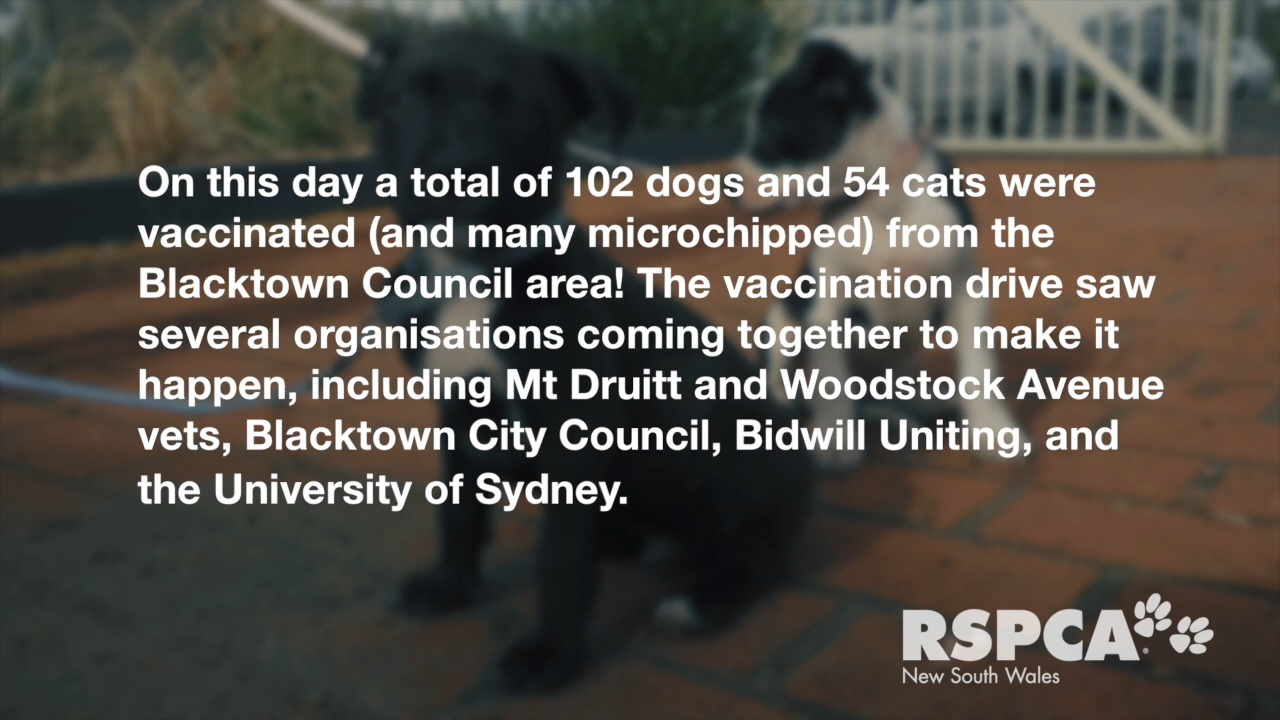 On this day a total of 102 dogs and 54 cats were
vaccinated (and many microchipped) from the
Blacktown Council area! The vaccination drive saw
several organisations coming together to make it
happen, including Mt Druitt and Woodstock Avenue
vets, Blacktown City Council, Bidwill Uniting, and
the University of Sydney.
RSPCA
New South Wales